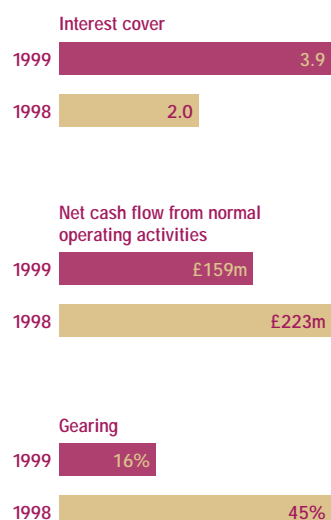 Interest cover
1999 3.9
1998 2.0
Net cash flow from normal
operating activities
1999 £159m
1998 £223m
Gearing
1999 16%
1998 45%